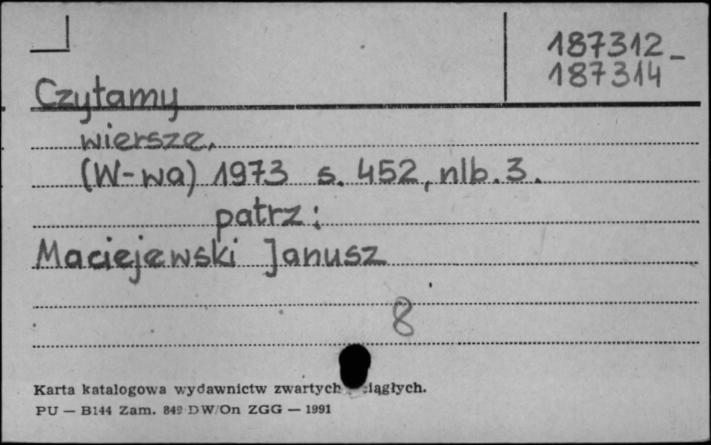 187312-
187314
Czytamy
wiersze.
(W-wa) 1973 s. 452, nlb. 3.
patrz:
Maciejewski Janusz
8
Karta katalogowa wydawnictw zwartych
PU — B144 Zam. 849 DW/On ZGG — 1991